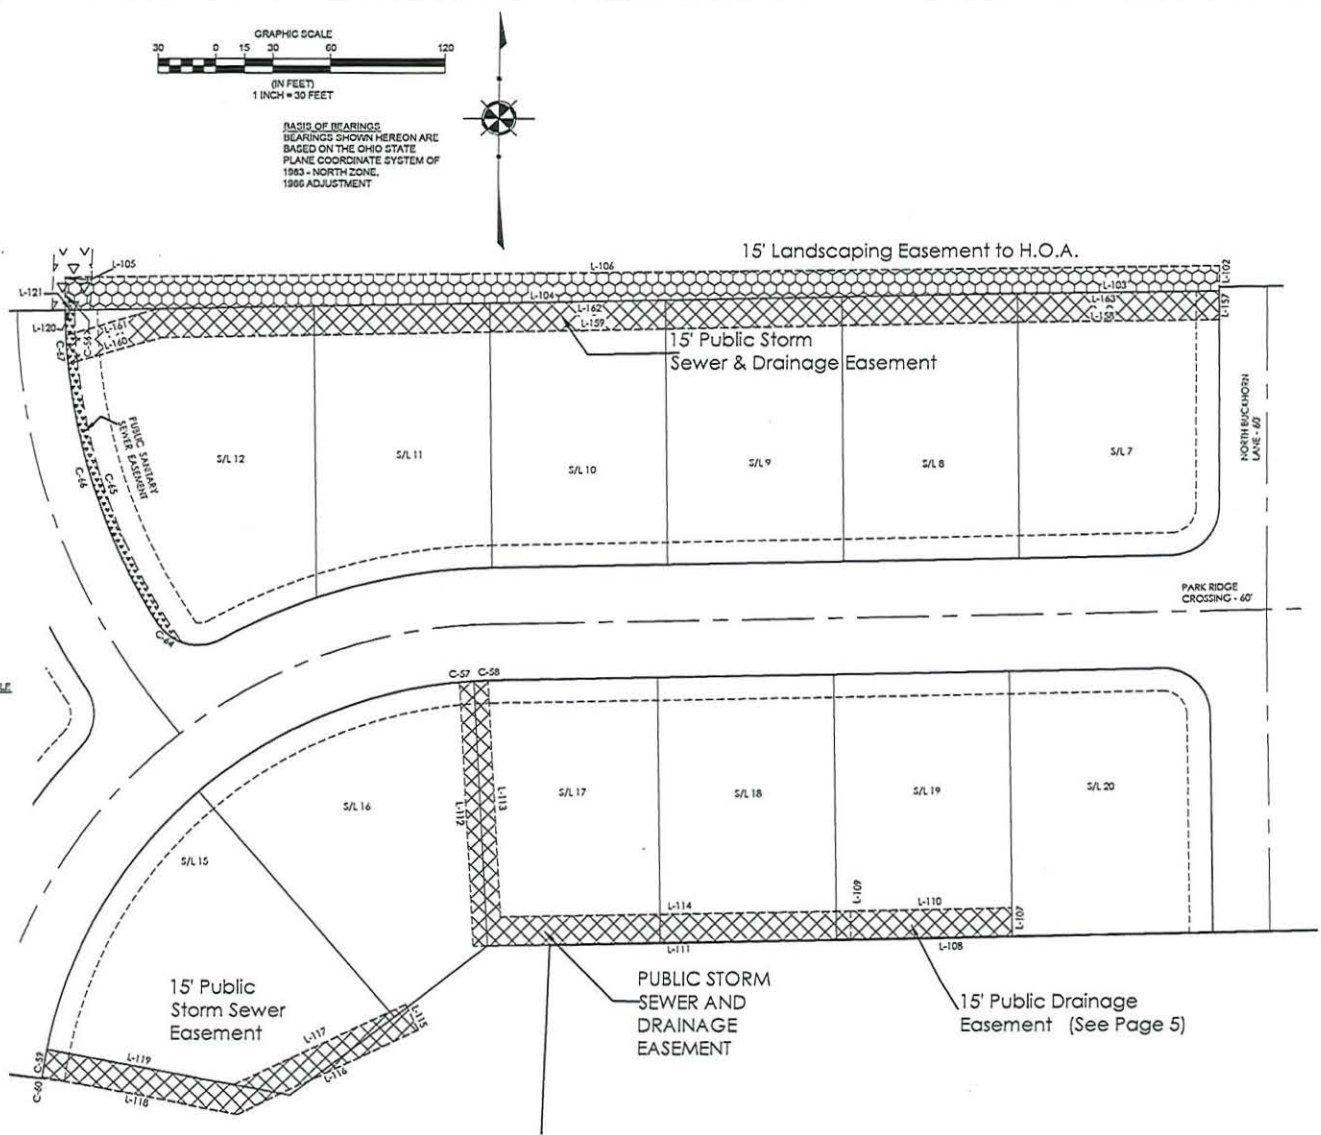 GRAPHIC SCALE
30 0 15 30 60 120
(IN FEET)
1 INCH = 30 FEET
BASIS OF BEARINGS
BEARINGS SHOWN HEREON ARE
BASED ON THE OHIO STATE
PLANE COORDINATE SYSTEM OF
1983 - NORTH ZONE,
1986 ADJUSTMENT
15' Landscaping Easement to H.O.A.
L-105
L-106
L-102
L-121
L-104
L-103
L-162
L-163
L-157
L-120
L-161
L-159
L-158
L-160
C-56
C-67
15' Public Storm
Sewer & Drainage Easement
PUBLIC SANITARY
SEWER EASEMENT
C-66
C-65
C-64
S/L 12
S/L 11
S/L 10
S/L 9
S/L 8
S/L 7
NORTH BUCKHORN
LANE - 60'
PARK RIDGE
CROSSING - 60'
C-57 C-58
LE
S/L 15
S/L 16
L-112
L-113
S/L 17
S/L 18
S/L 19
S/L 20
L-114
L-109
L-110
L-107
L-111
L-108
15' Public
Storm Sewer
Easement
PUBLIC STORM
SEWER AND
DRAINAGE
EASEMENT
15' Public Drainage
Easement (See Page 5)
L-117
L-115
L-116
L-119
L-118
C-59
C-60